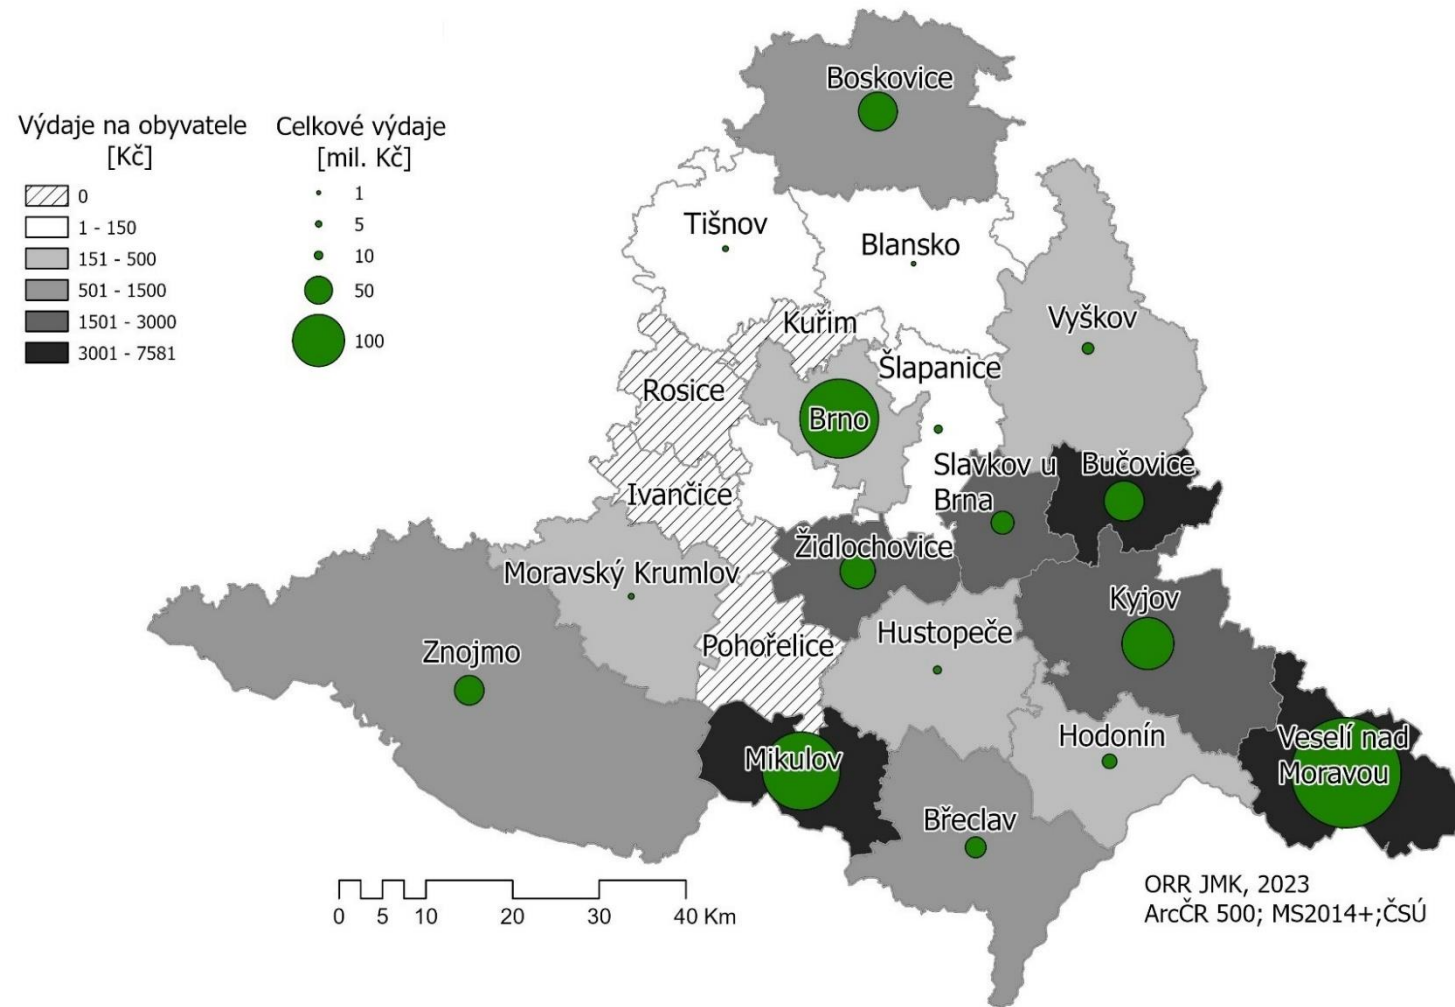 Výdaje na obyvatele
[Kč]
0
1 - 150
151 - 500
501 - 1500
1501 - 3000
3001 - 7581
Celkové výdaje
[mil. Kč]
1
5
10
50
100
Boskovice
Tišnov
Blansko
Kuřim
Vyškov
Šlapanice
Rosice
Brno
Slavkov u
Brna
Bučovice
Ivančice
Židlochovice
Moravský Krumlov
Kyjov
Znojmo
Pohořelice
Hustopeče
Hodonín
Veselí nad
Moravou
Mikulov
Břeclav
0 5 10 20 30 40 Km
ORR JMK, 2023
ArcČR 500; MS2014+;ČSÚ